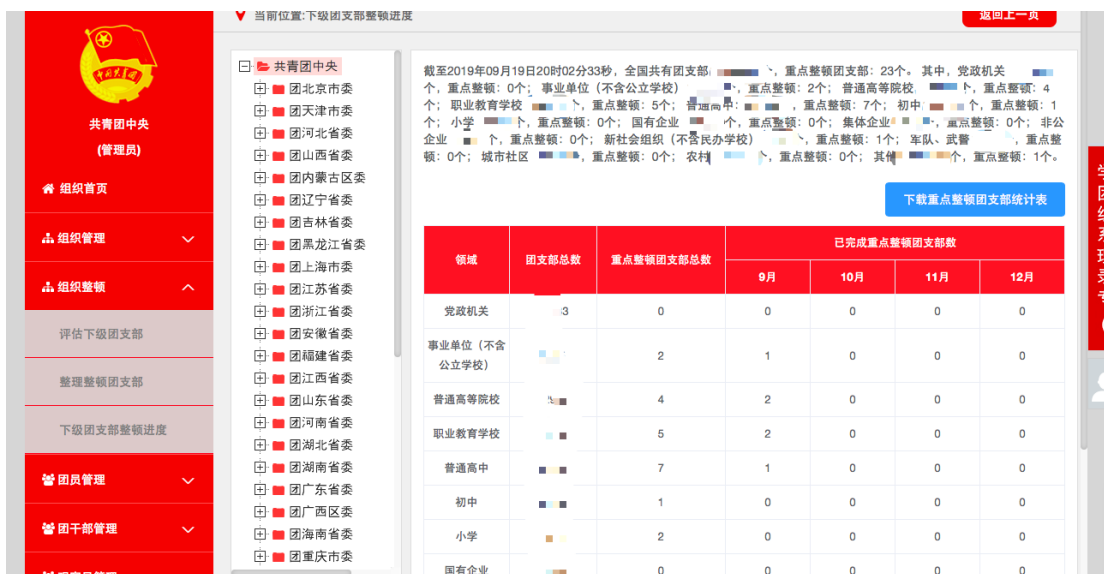 当前位置:下级团支部整顿进度
返回上一页
共青团中央
(管理员)
组织首页
组织管理
组织整顿
评估下级团支部
整理整顿团支部
下级团支部整顿进度
团员管理
团干部管理
共青团中央
团北京市委
团天津市委
团河北省委
团山西省委
团内蒙古区委
团辽宁省委
团吉林省委
团黑龙江省委
团上海市委
团江苏省委
团浙江省委
团安徽省委
团福建省委
团江西省委
团山东省委
团河南省委
团湖北省委
团湖南省委
团广东省委
团广西区委
团海南省委
团重庆市委
截至2019年09月19日20时02分33秒，全国共有团支部 个，重点整顿团支部：23个。其中，党政机关
个，重点整顿：0个；事业单位（不含公立学校） 个，重点整顿：2个；普通高等院校， 个，重点整顿：4
个；职业教育学校 个，重点整顿：5个；普通高中： ，重点整顿：7个；初中， 个，重点整顿：1
个；小学 个，重点整顿：0个；国有企业 个，重点整顿：0个；集体企业 ，重点整顿：0个；非公
企业 个，重点整顿：0个；新社会组织（不含民办学校） 个，重点整顿：1个；军队、武警 ，重点整
顿：0个；城市社区 ，重点整顿：0个；农村 个，重点整顿：0个；其他 个，重点整顿：1个。
下载重点整顿团支部统计表
领域 团支部总数 重点整顿团支部总数 已完成重点整顿团支部数
9月 10月 11月 12月
党政机关 3 0 0 0 0 0
事业单位（不含
公立学校） 2 1 0 0 0
普通高等院校 4 2 0 0 0
职业教育学校 5 2 0 0 0
普通高中 7 1 0 0 0
初中 1 0 0 0 0
小学 2 0 0 0 0
国有企业 0 0 0 0 0